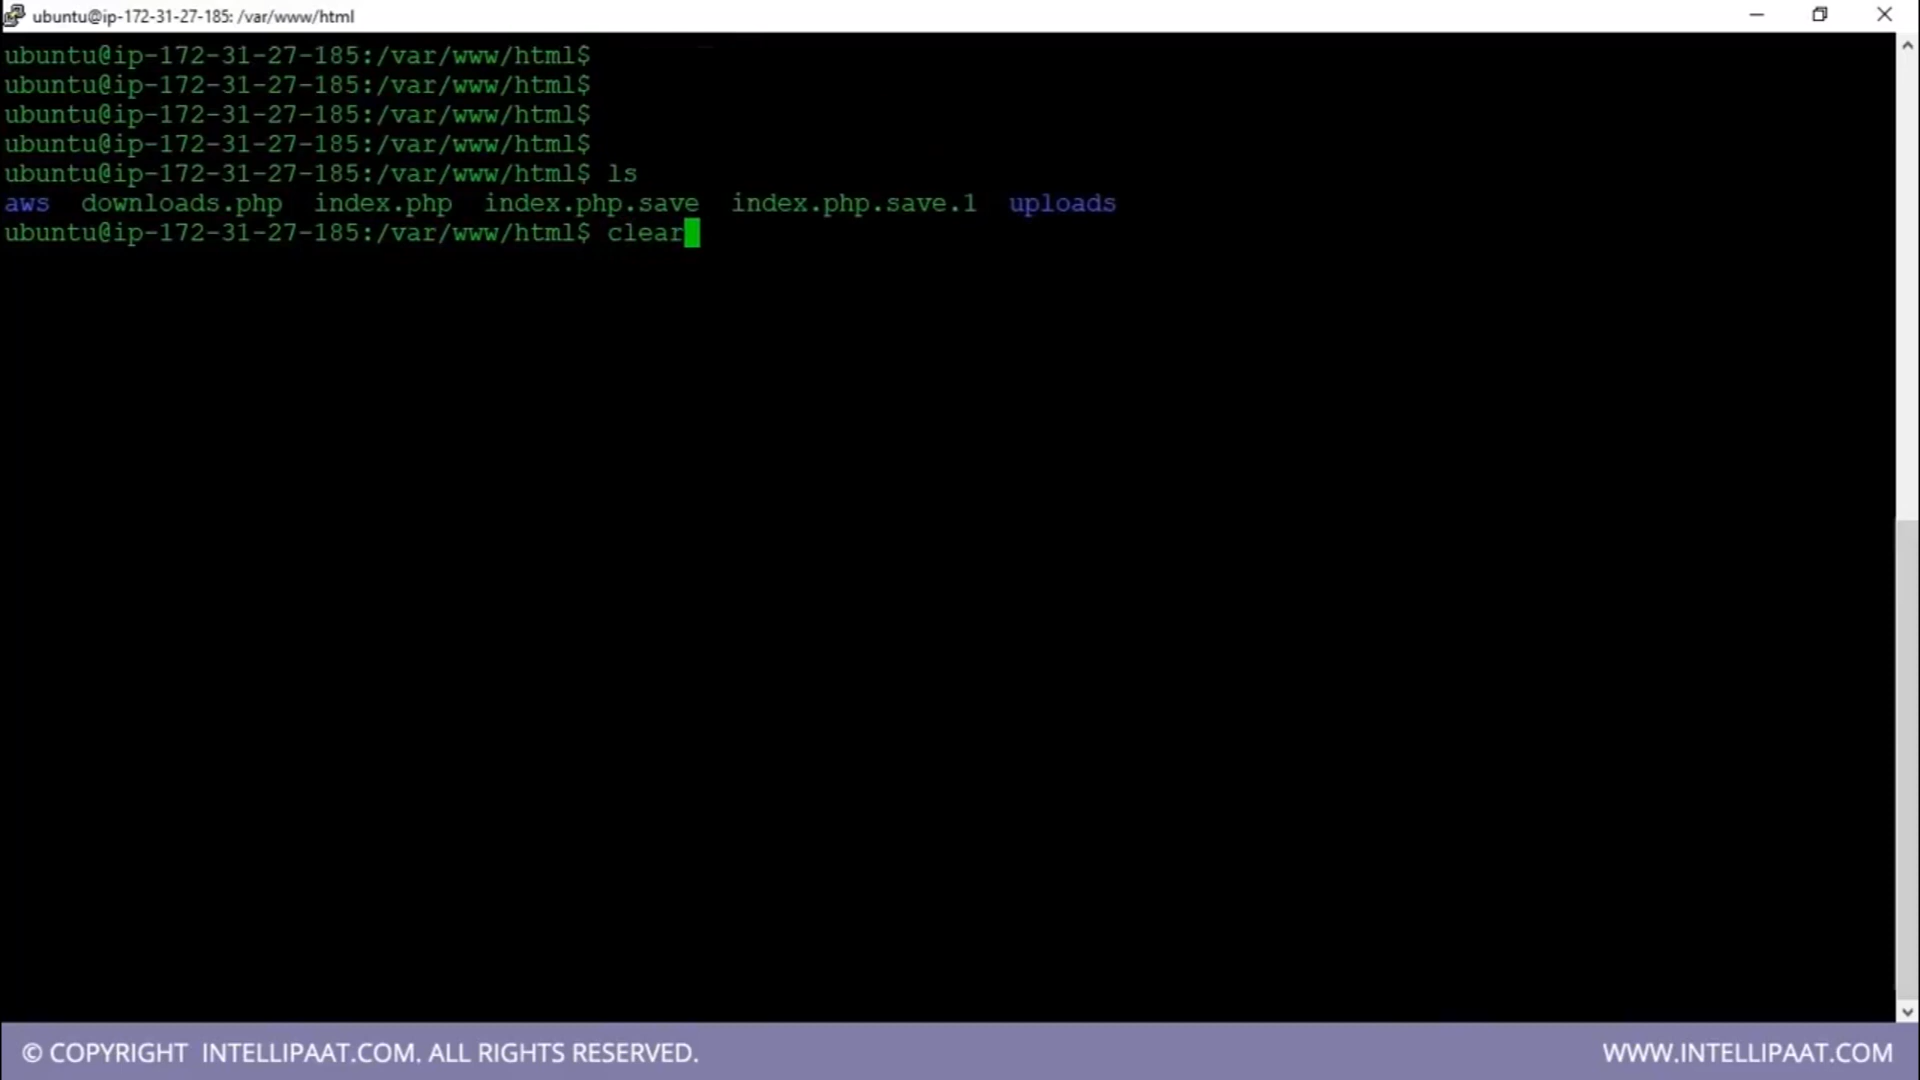 ubuntu@ip-172-31-27-185: /var/www/html
ubuntu@ip-172-31-27-185:/var/www/html$
ubuntu@ip-172-31-27-185:/var/www/html$
ubuntu@ip-172-31-27-185:/var/www/html$
ubuntu@ip-172-31-27-185:/var/www/html$
ubuntu@ip-172-31-27-185:/var/www/html$ ls
aws downloads.php index.php index.php.save index.php.save.1 uploads
ubuntu@ip-172-31-27-185:/var/www/html$ clear
© COPYRIGHT INTELLIPAAT.COM. ALL RIGHTS RESERVED. WWW.INTELLIPAAT.COM